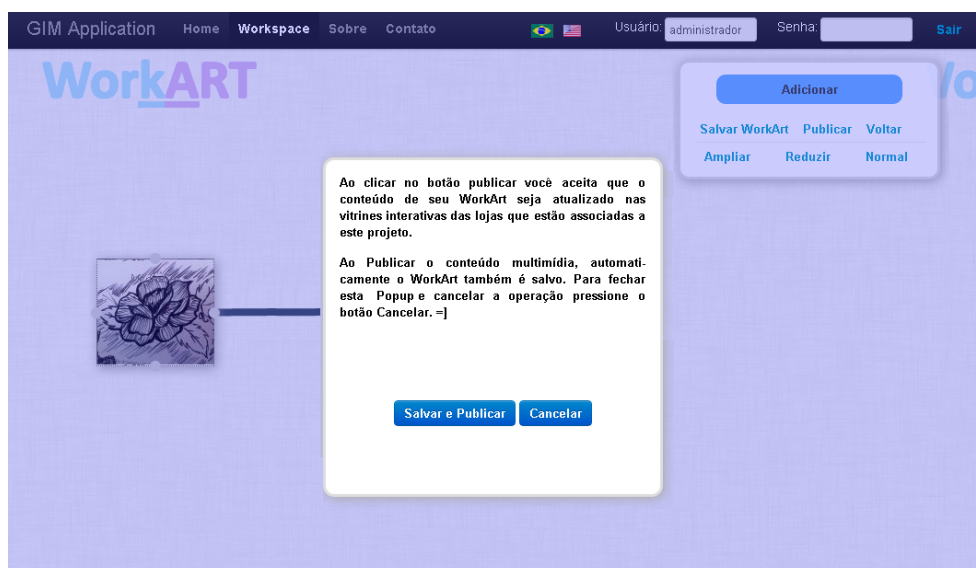 GIM Application Home Workspace Sobre Contato Usuário: administrador Senha: Sair
WorkART
Adicionar
Salvar WorkArt Publicar Voltar
Ampliar Reduzir Normal
Ao clicar no botão publicar você aceita que o
conteúdo de seu WorkArt seja atualizado nas
vitrines interativas das lojas que estão associadas a
este projeto.
Ao Publicar o conteúdo multimídia, automati-
camente o WorkArt também é salvo. Para fechar
esta Popup e cancelar a operação pressione o
botão Cancelar. =]
Salvar e Publicar Cancelar